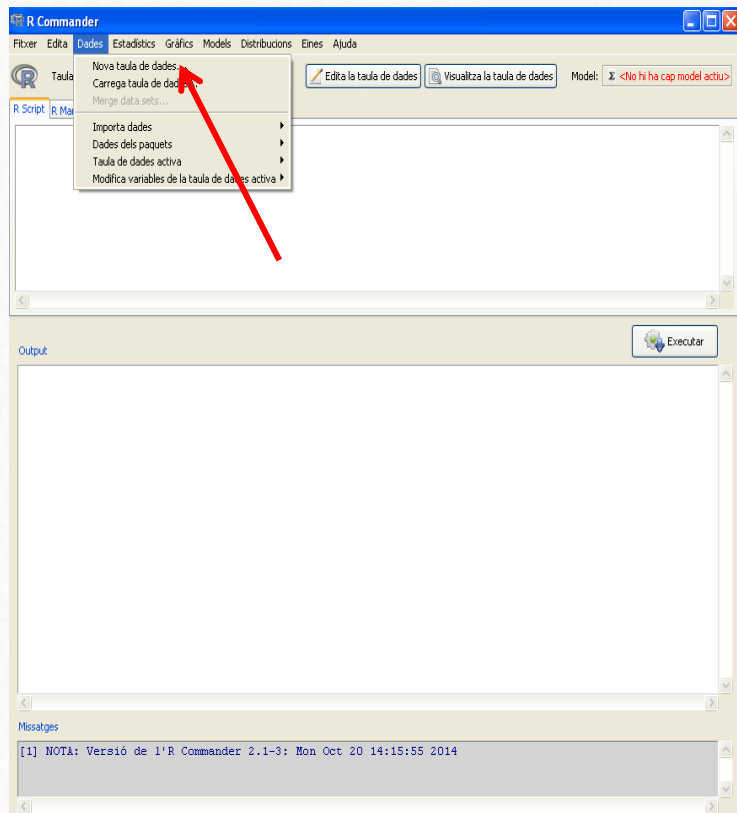 R Commander
Fitxer Edita Dades Estadístics Gràfics Models Distribucions Eines Ajuda
Taula
Edita la taula de dades
Visualitza la taula de dades
Model: Σ <No hi ha cap model actiu>
Nova taula de dades...
Carrega taula de
Merge data sets...
Importa dades
Dades dels paquets
Taula de dades activa
Modifica variables de la taula de dades activa
R Script
Output
Executar
Missatges
[1] NOTA: Versió de l'R Commander 2.1-3: Mon Oct 20 14:15:55 2014